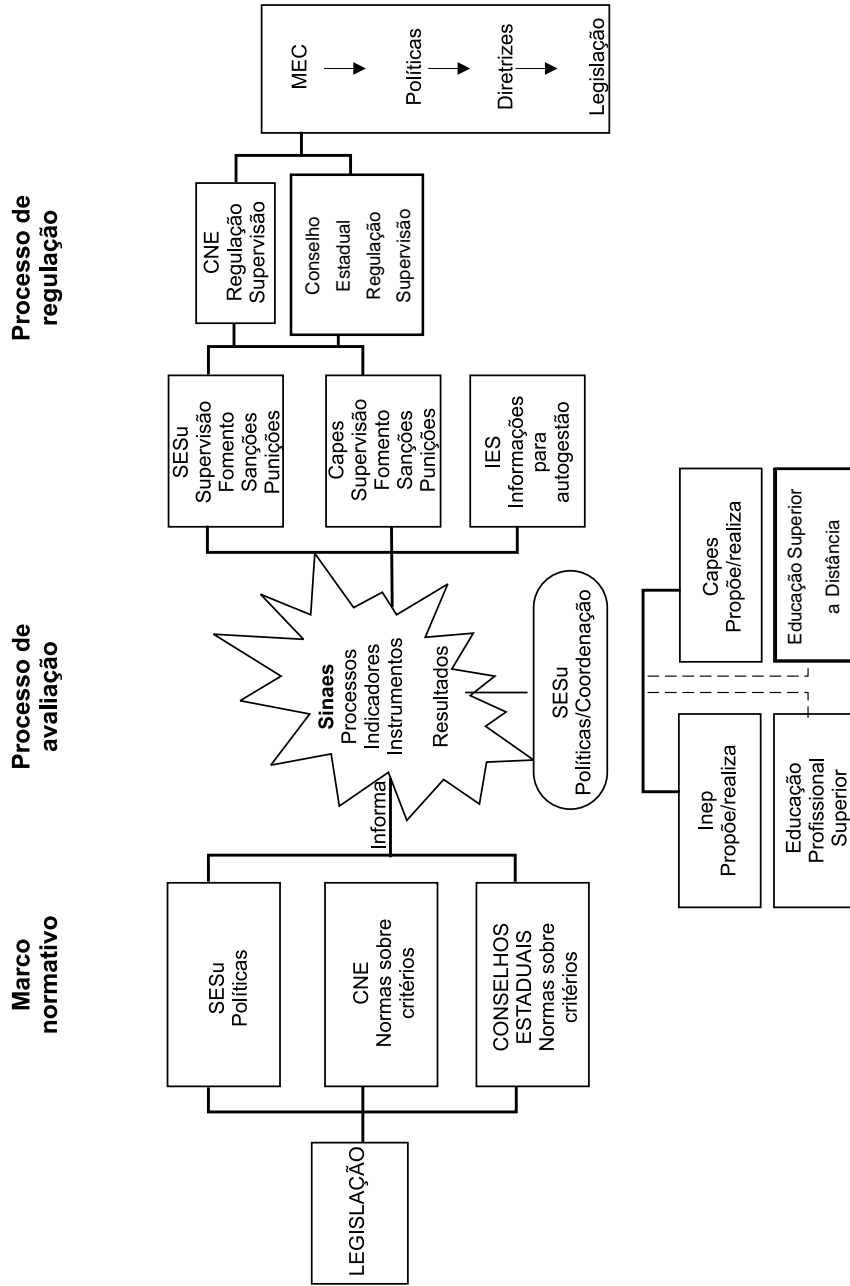 Marco
normativo
Processo de
avaliação
Processo de
regulação
LEGISLAÇÃO
SESu
Políticas
CNE
Normas sobre
critérios
CONSELHOS
ESTADUAIS
Normas sobre
critérios
Informa
Sinaes
Processos
Indicadores
Instrumentos
Resultados
SESu
Políticas/Coordenação
Inep
Propõe/realiza
Capes
Propõe/realiza
Educação
Profissional
Superior
Educação Superior
a Distância
SESu
Supervisão
Fomento
Sanções
Punições
Capes
Supervisão
Fomento
Sanções
Punições
IES
Informações
para
autogestão
CNE
Regulação
Supervisão
Conselho
Estadual
Regulação
Supervisão
MEC
Políticas
Diretrizes
Legislação